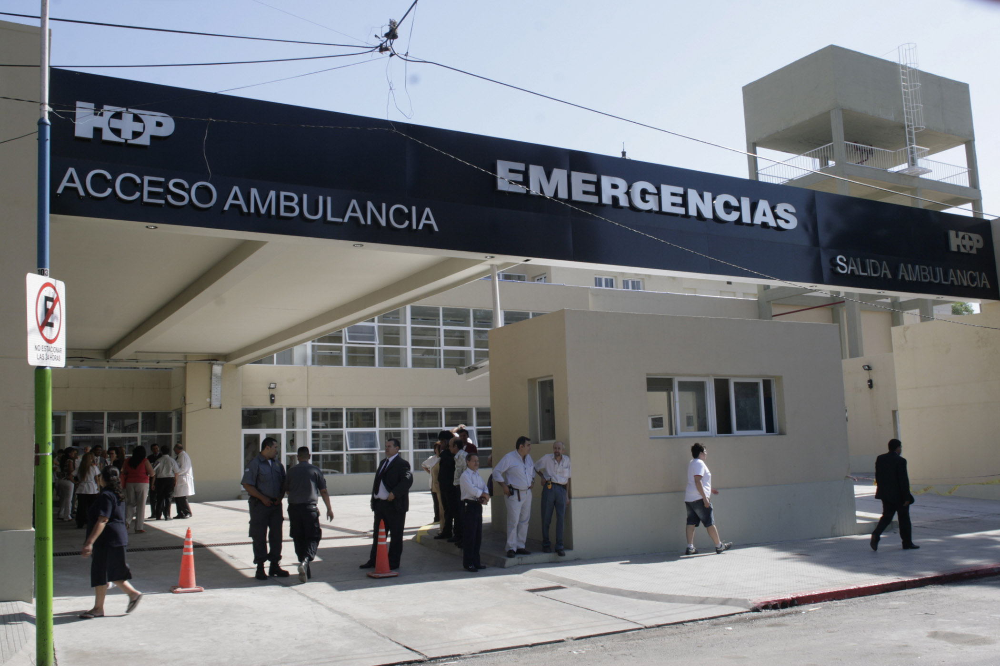 H+P
ACCESO AMBULANCIA
EMERGENCIAS
H+P
SALIDA AMBULANCIA
103
E
NO ESTACIONAR
LAS 24 HORAS